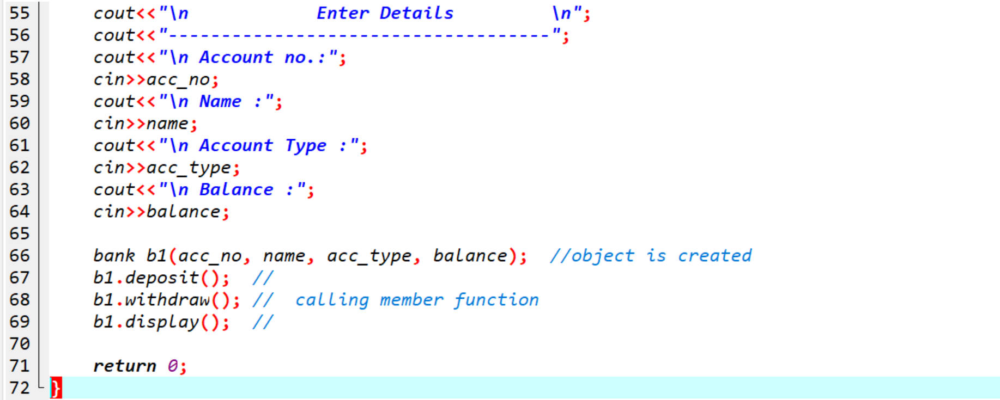 55 cout<<"\n            Enter Details         \n";
56 cout<<"------------------------------------";
57 cout<<"\n Account no.:";
58 cin>>acc_no;
59 cout<<"\n Name :";
60 cin>>name;
61 cout<<"\n Account Type :";
62 cin>>acc_type;
63 cout<<"\n Balance :";
64 cin>>balance;
65
66 bank b1(acc_no, name, acc_type, balance);  //object is created
67 b1.deposit();  //
68 b1.withdraw(); //  calling member function
69 b1.display();  //
70
71 return 0;
72 }